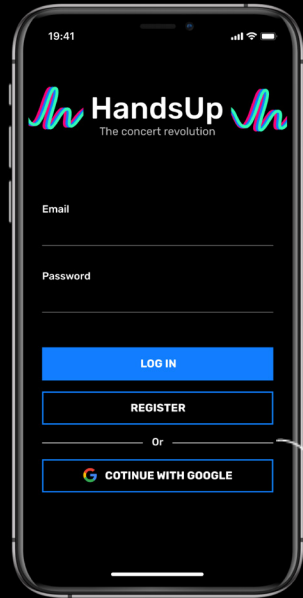 19:41
HandsUp
The concert revolution
Email
Password
LOG IN
REGISTER
Or
COTINUE WITH GOOGLE